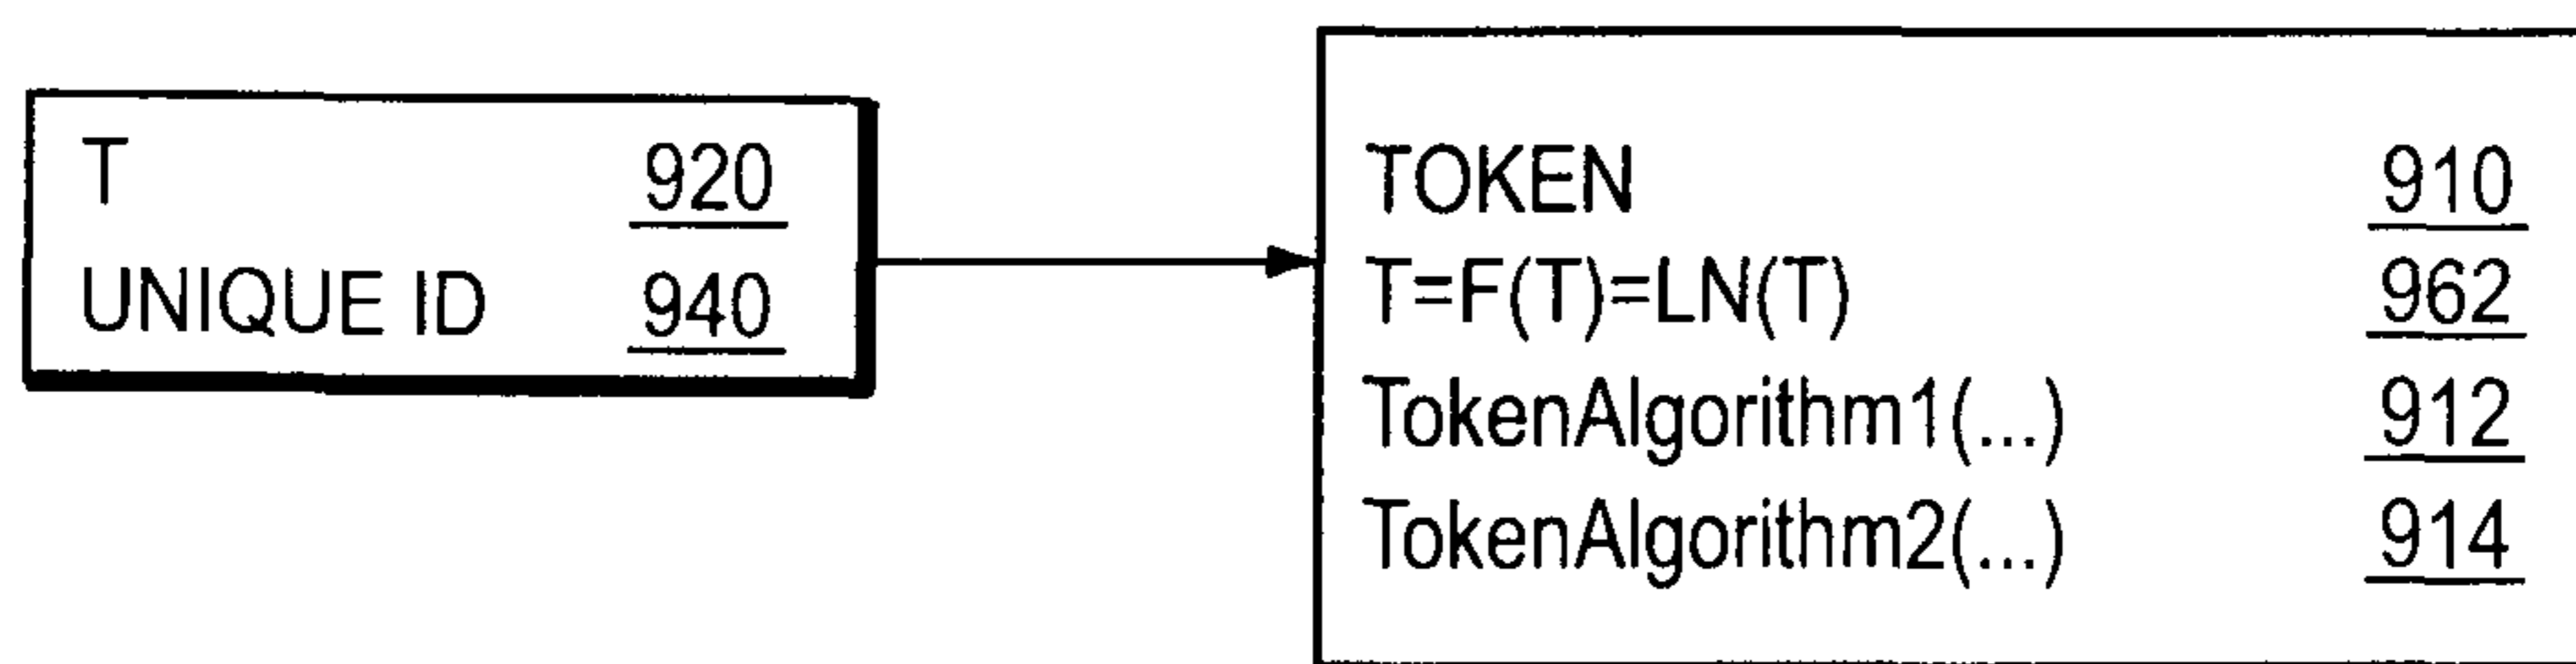 T 920
UNIQUE ID 940
TOKEN 910
T=F(T)=LN(T) 962
TokenAlgorithm1(...) 912
TokenAlgorithm2(...) 914